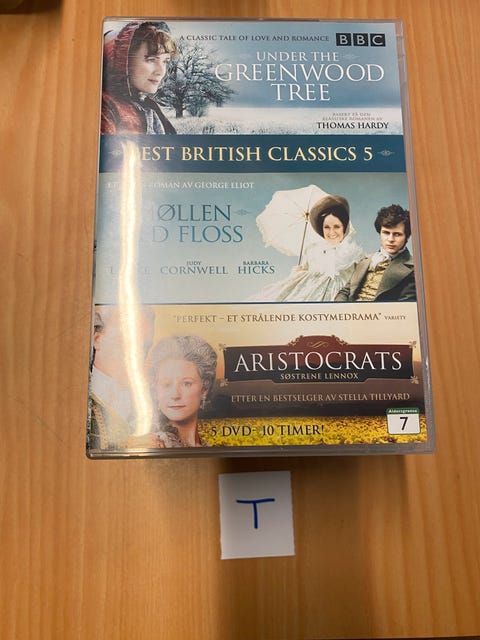 A CLASSIC TALE OF LOVE AND ROMANCE
BBC
UNDER THE
GREENWOOD
TREE
BASERT PÅ DEN
KLASSISKE ROMANEN AV
THOMAS HARDY
BEST BRITISH CLASSICS 5
ROMAN AV GEORGE ELIOT
MØLLEN
VED FLOSS
JUDY
CORNWELL
BARBARA
HICKS
"PERFEKT – ET STRÅLENDE KOSTYMEDRAMA" VARIETY
ARISTOCRATS
SØSTRENE LENNOX
ETTER EN BESTSELGER AV STELLA TILLYARD
Aldersgrense
7
5 DVD - 10 TIMER!
T